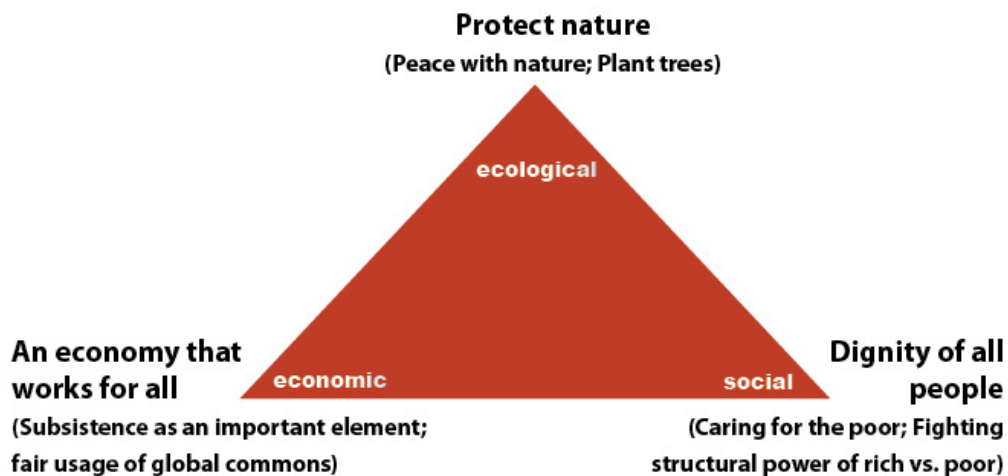 Protect nature
(Peace with nature; Plant trees)
ecological
An economy that
works for all
(Subsistence as an important element;
fair usage of global commons)
economic
social
Dignity of all
people
(Caring for the poor; Fighting
structural power of rich vs. poor)